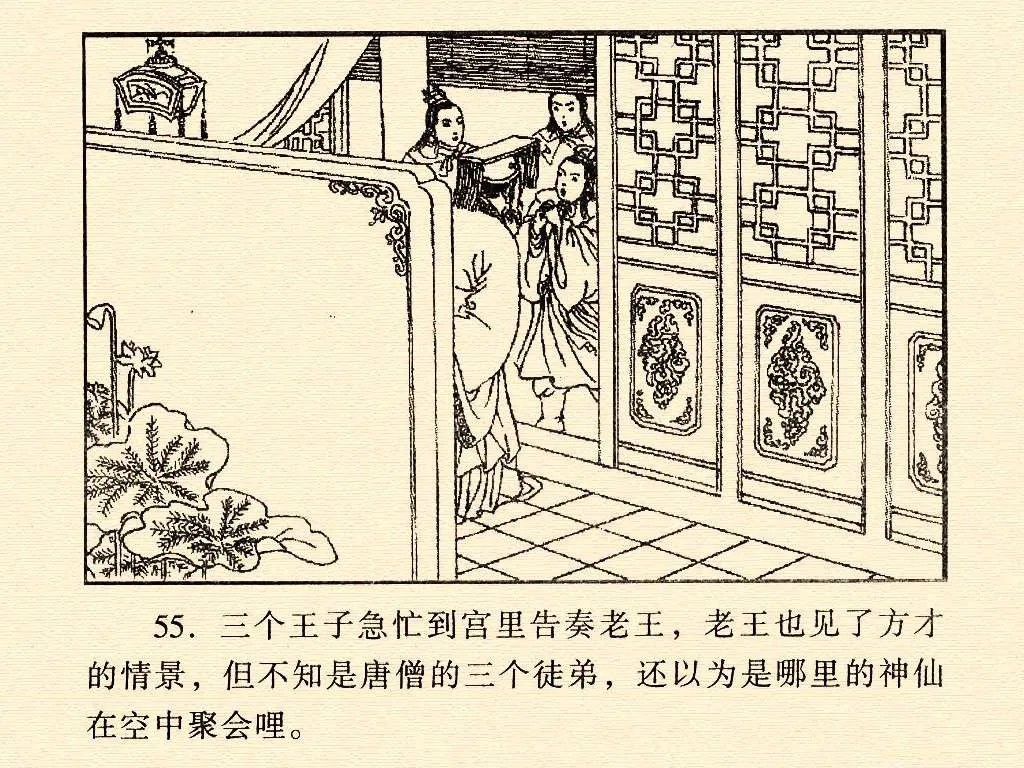 55. 三个王子急忙到宫里告奏老王，老王也见了方才
的情景，但不知是唐僧的三个徒弟，还以为是哪里的神仙
在空中聚会哩。